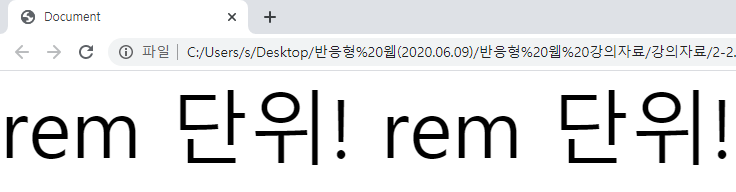 Document
파일 | C:/Users/s/Desktop/반응형%20웹(2020.06.09)/반응형%20웹%20강의자료/강의자료/2-2.
rem 단위! rem 단위!